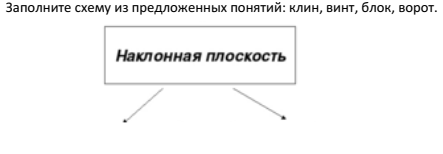 Заполните схему из предложенных понятий: клин, винт, блок, ворот.
Наклонная плоскость